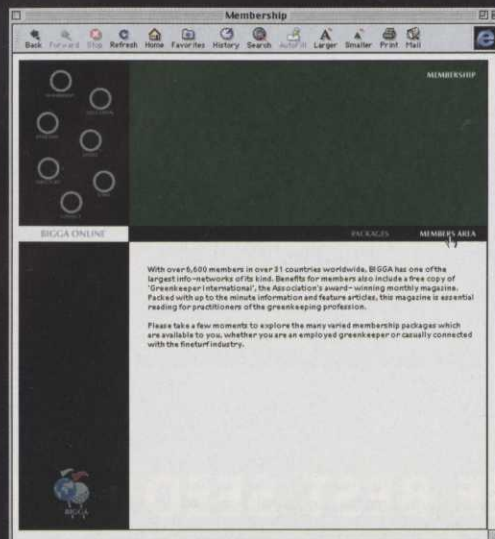 Membership
Back Forward Stop Refresh Home Favorites History Search AutoFill Larger Smaller Print Mail
MEMBERSHIP
BIGGA ONLINE
PACKAGES MEMBERS AREA
With over 6,600 members in over 31 countries worldwide, BIGGA has one of the
largest info-networks of its kind. Benefits for members also include a free copy of
'Greenkeeper International', the Association's award-winning monthly magazine.
Packed with up to the minute information and feature articles, this magazine is essential
reading for practitioners of the greenkeeping profession.
Please take a few moments to explore the many varied membership packages which
are available to you, whether you are an employed greenkeeper or casually connected
with the fineturf industry.
BIGGA